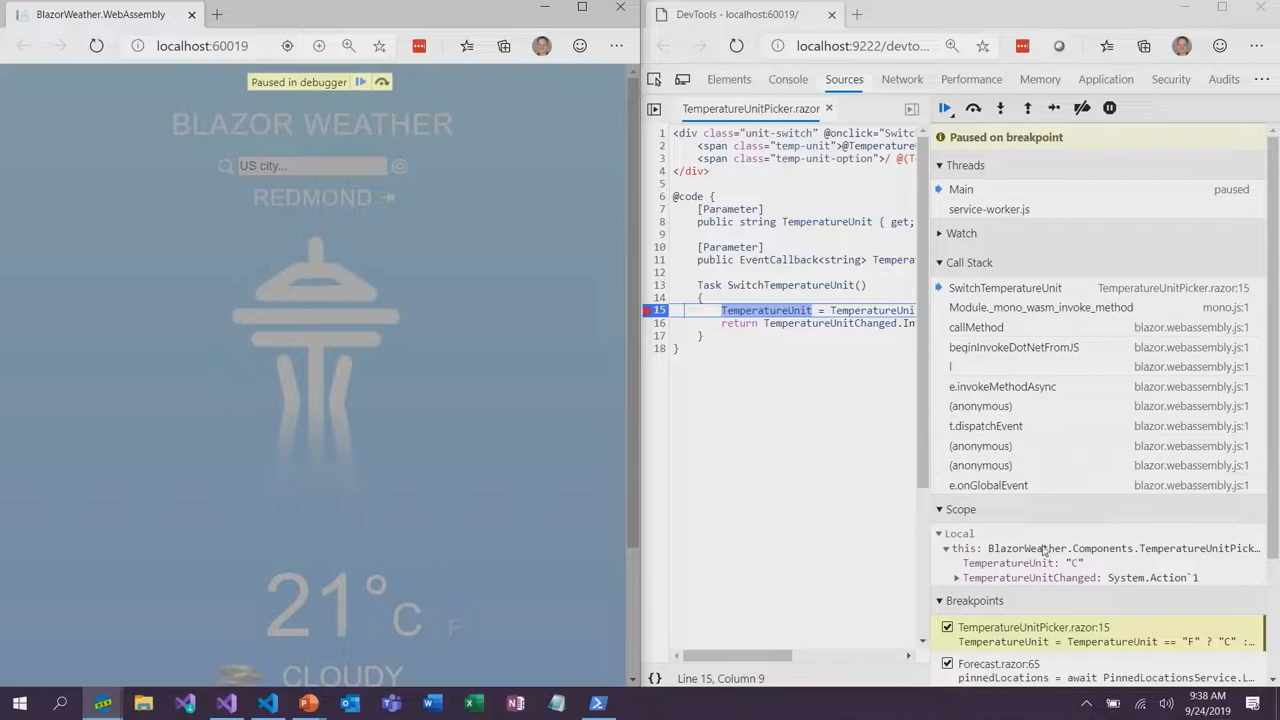 BlazorWeather.WebAssembly
localhost:60019
Paused in debugger
BLAZOR WEATHER
US city...
REDMOND
21°C F
CLOUDY
DevTools - localhost:60019/
localhost:9222/devto...
Elements Console Sources Network Performance Memory Application Security Audits
TemperatureUnitPicker.razor
1 <div class="unit-switch" @onclick="Switc
2 <span class="temp-unit">@Temperatu
3 <span class="temp-unit-option">/ @(T
4 </div>
5
6 @code {
7 [Parameter]
8 public string TemperatureUnit { get;
9
10 [Parameter]
11 public EventCallback<string> Tempera
12
13 Task SwitchTemperatureUnit()
14 {
15 TemperatureUnit = TemperatureUni
16 return TemperatureUnitChanged.In
17 }
18 }
{} Line 15, Column 9
Paused on breakpoint
Threads
Main paused
service-worker.js
Watch
Call Stack
SwitchTemperatureUnit TemperatureUnitPicker.razor:15
Module._mono_wasm_invoke_method mono.js:1
callMethod blazor.webassembly.js:1
beginInvokeDotNetFromJS blazor.webassembly.js:1
l blazor.webassembly.js:1
e.invokeMethodAsync blazor.webassembly.js:1
(anonymous) blazor.webassembly.js:1
t.dispatchEvent blazor.webassembly.js:1
(anonymous) blazor.webassembly.js:1
(anonymous) blazor.webassembly.js:1
e.onGlobalEvent blazor.webassembly.js:1
Scope
Local
this: BlazorWeather.Components.TemperatureUnitPick...
TemperatureUnit: "C"
TemperatureUnitChanged: System.Action`1
Breakpoints
TemperatureUnitPicker.razor:15
TemperatureUnit = TemperatureUnit == "F" ? "C" :...
Forecast.razor:65
pinnedLocations = await PinnedLocationsService.L...
9:38 AM
9/24/2019